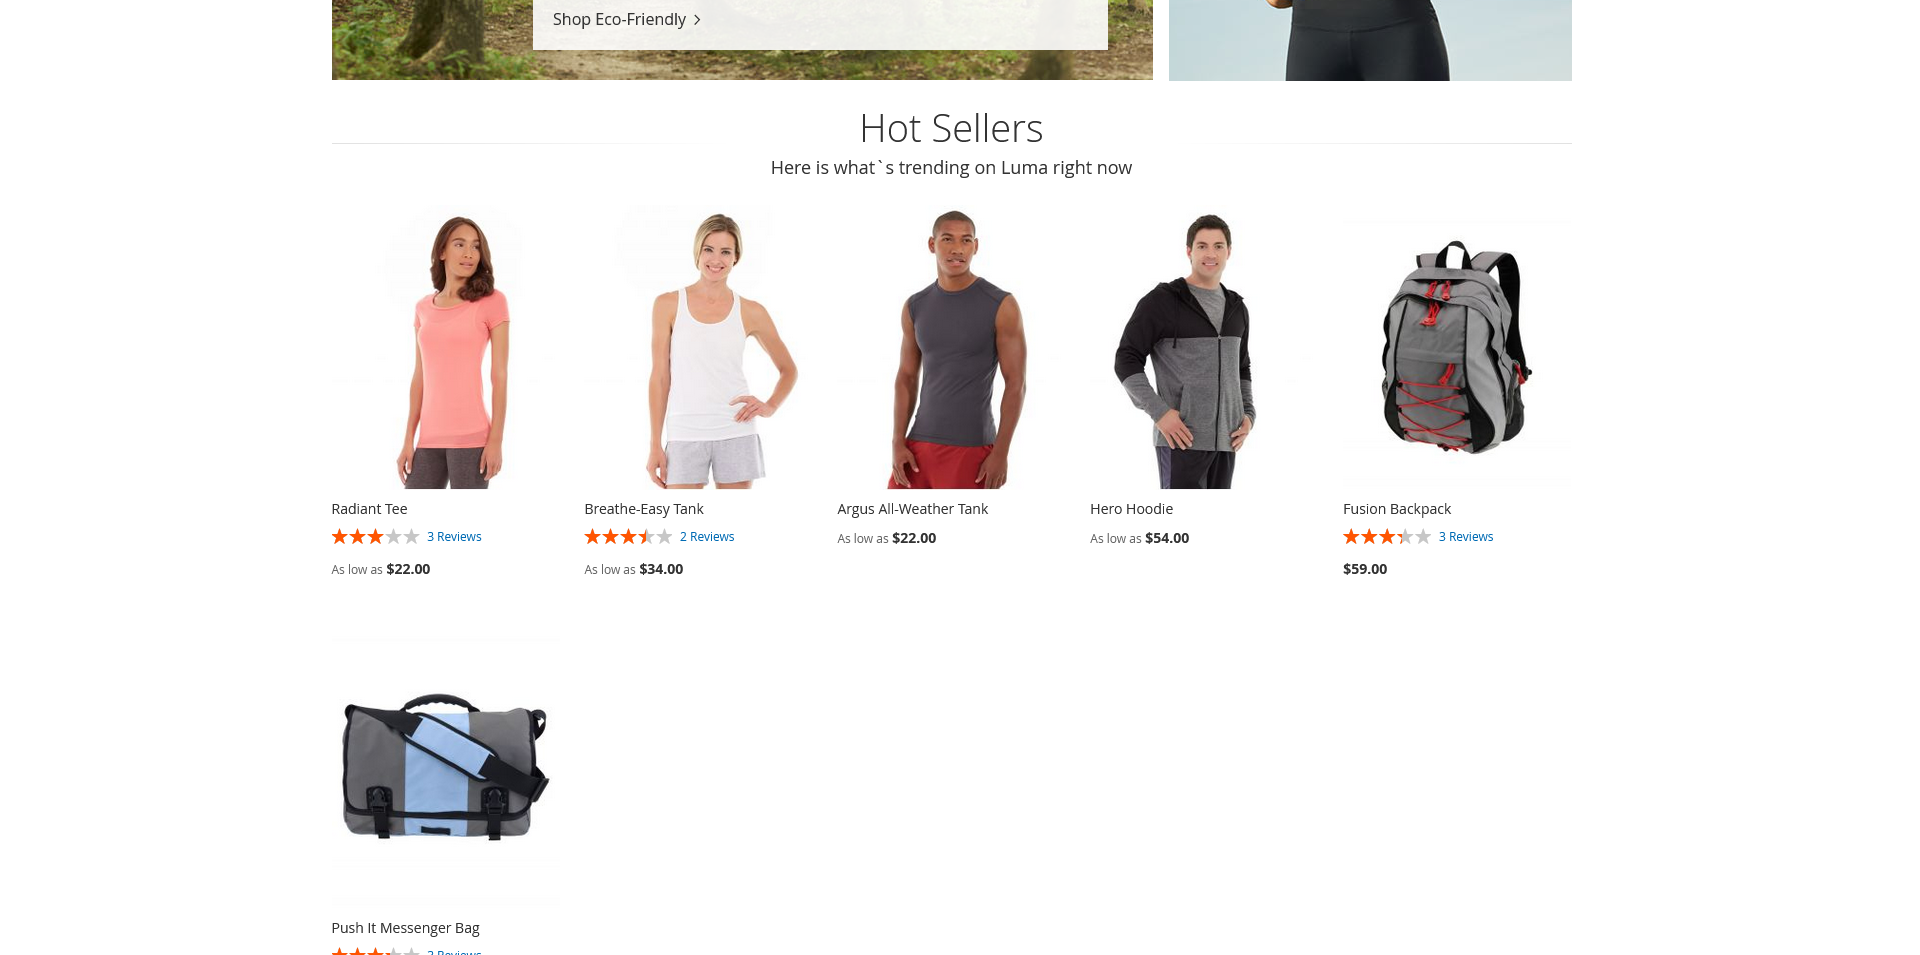 Shop Eco-Friendly
Hot Sellers
Here is what`s trending on Luma right now
Radiant Tee
3 Reviews
As low as $22.00
Breathe-Easy Tank
2 Reviews
As low as $34.00
Argus All-Weather Tank
As low as $22.00
Hero Hoodie
As low as $54.00
Fusion Backpack
3 Reviews
$59.00
Push It Messenger Bag
3 Reviews